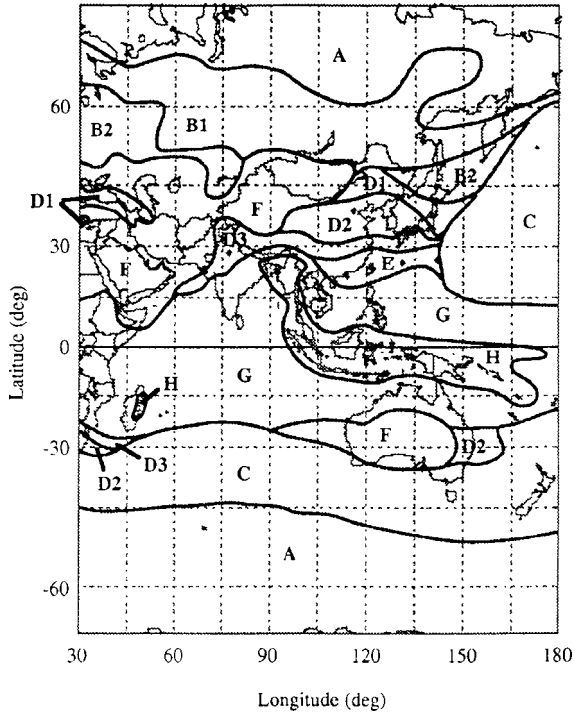 A
60
B2
B1
D1
D1
B2
F
D2
C
30
D3
F
E
G
0
H
G
H
F
D2
-30
D3
D2
C
A
-60
30
60
90
120
150
180
Latitude (deg)
Longitude (deg)